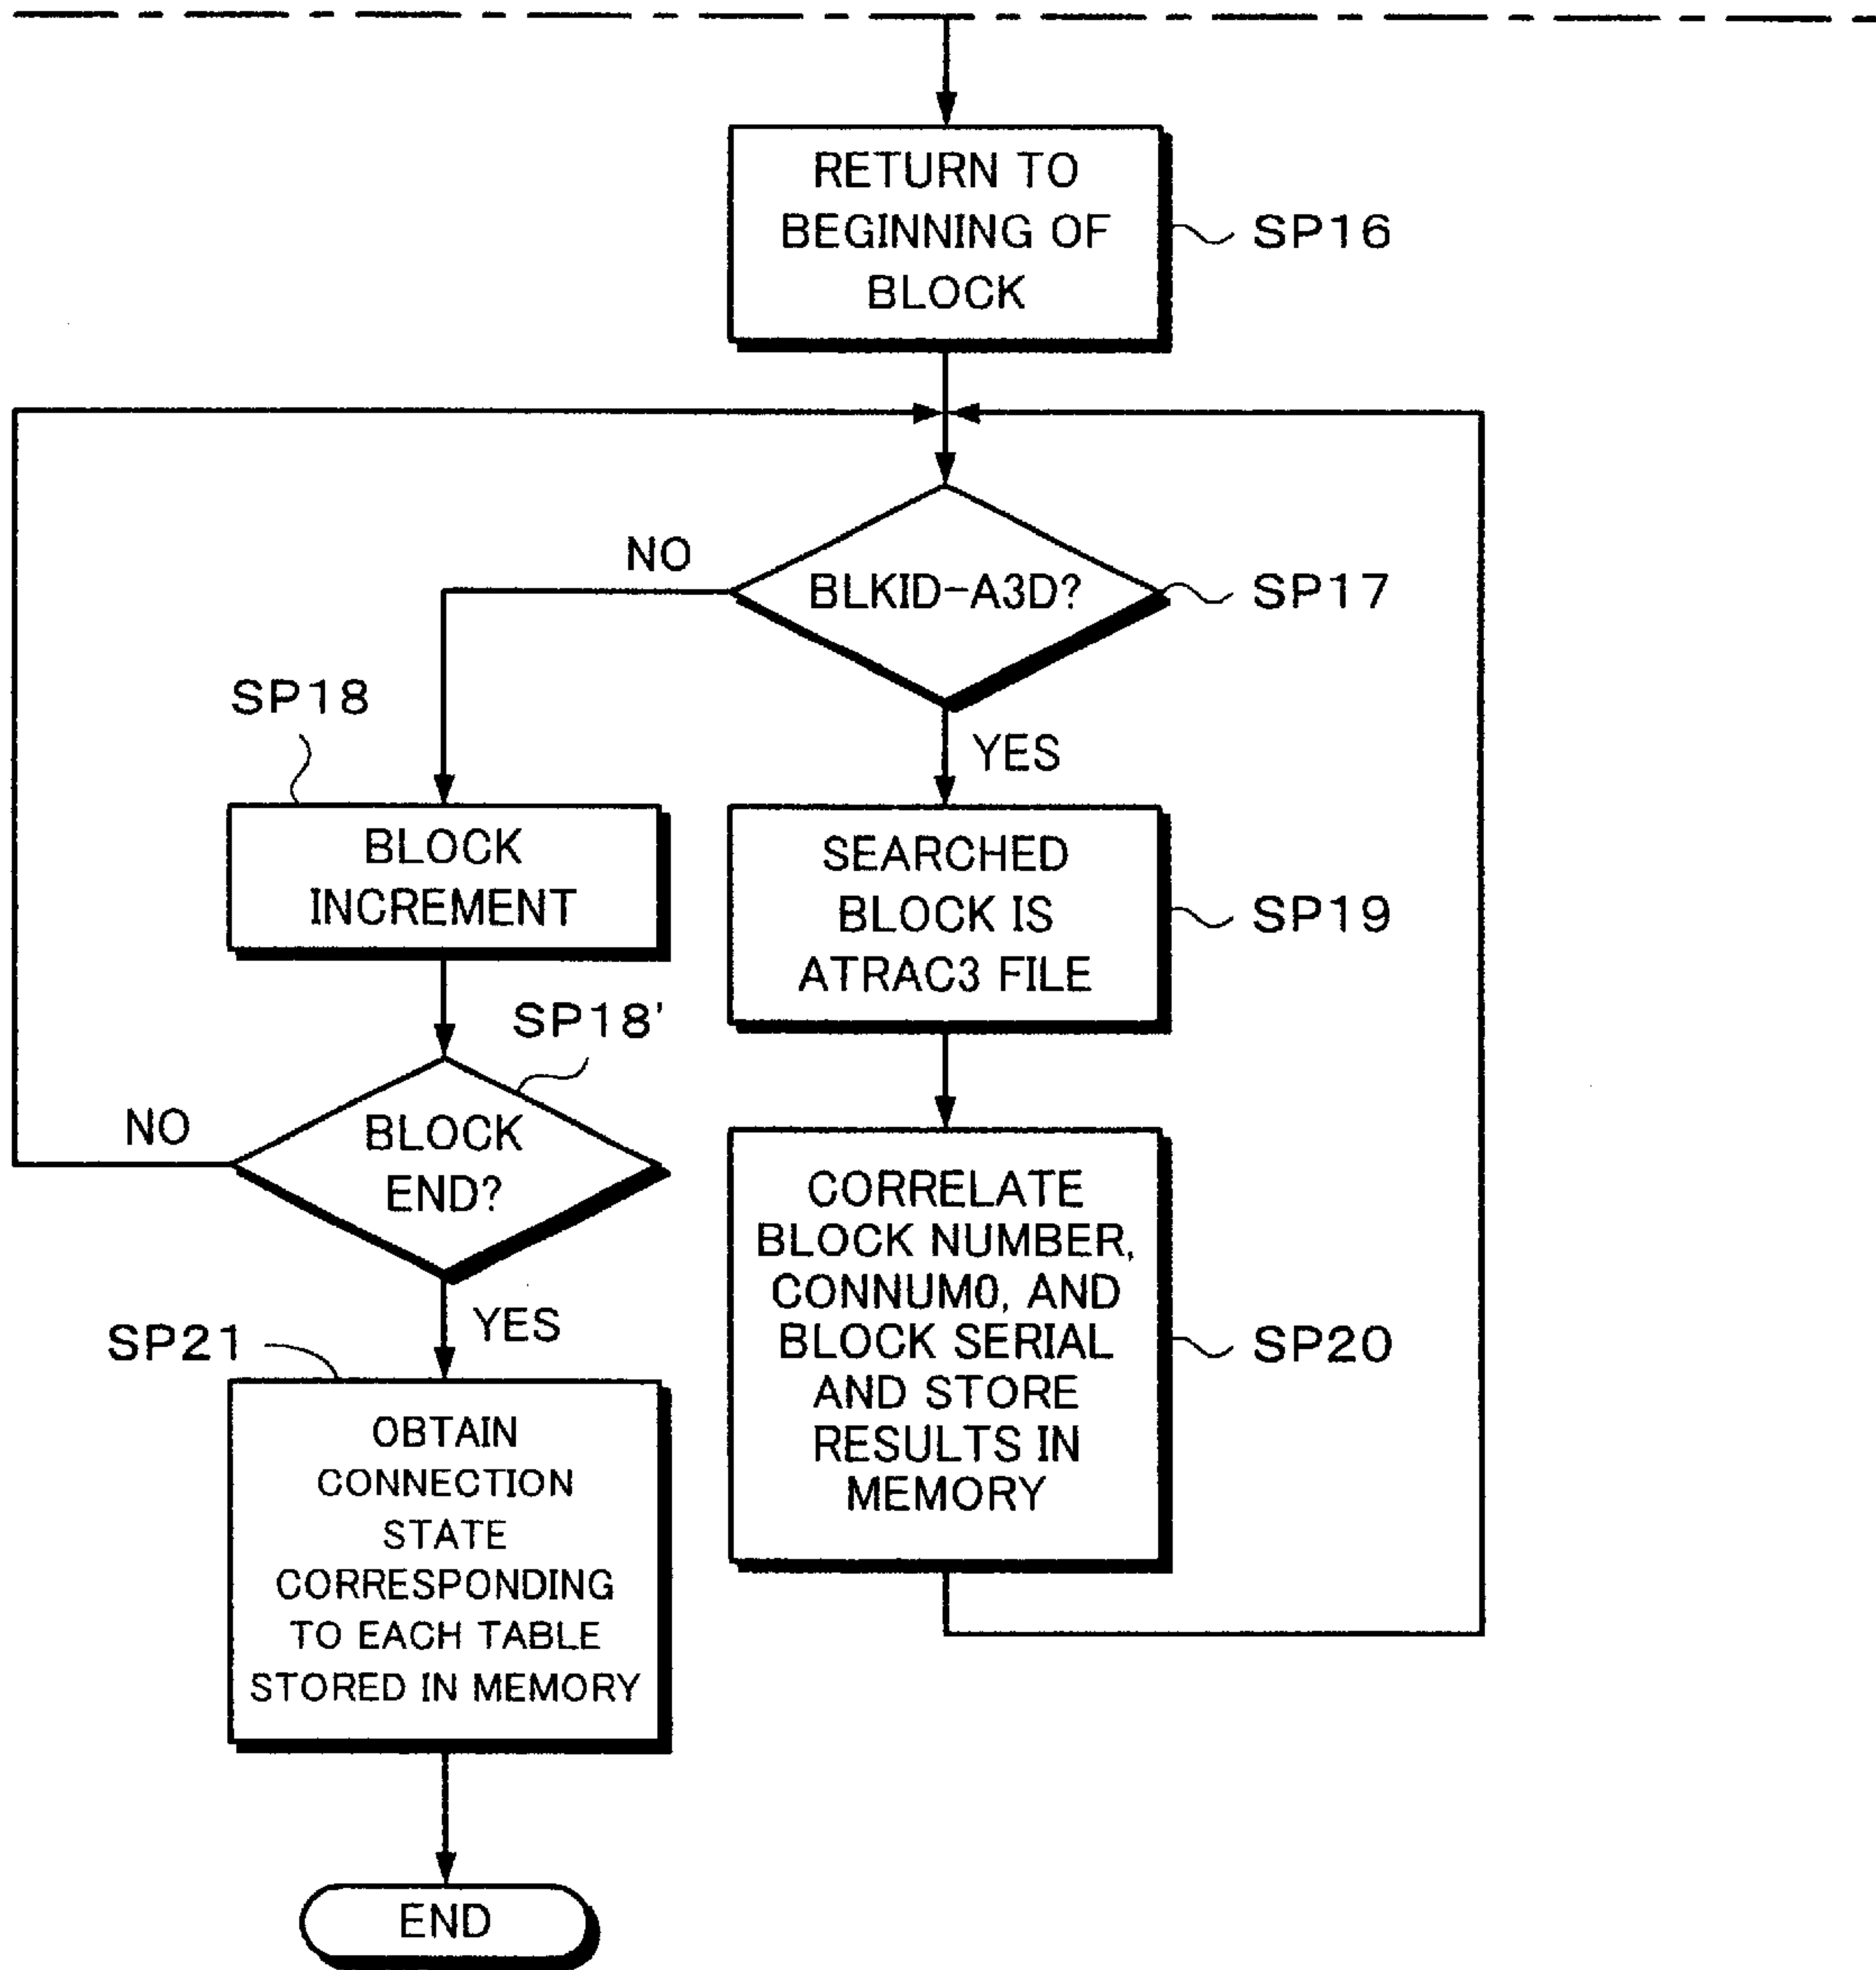 RETURN TO
BEGINNING OF
BLOCK
SP16
NO
BLKID-A3D?
SP17
SP18
YES
BLOCK
INCREMENT
SEARCHED
BLOCK IS
ATRAC3 FILE
SP19
SP18'
NO
BLOCK
END?
CORRELATE
BLOCK NUMBER,
CONNUM0, AND
BLOCK SERIAL
AND STORE
RESULTS IN
MEMORY
SP20
YES
SP21
OBTAIN
CONNECTION
STATE
CORRESPONDING
TO EACH TABLE
STORED IN MEMORY
END